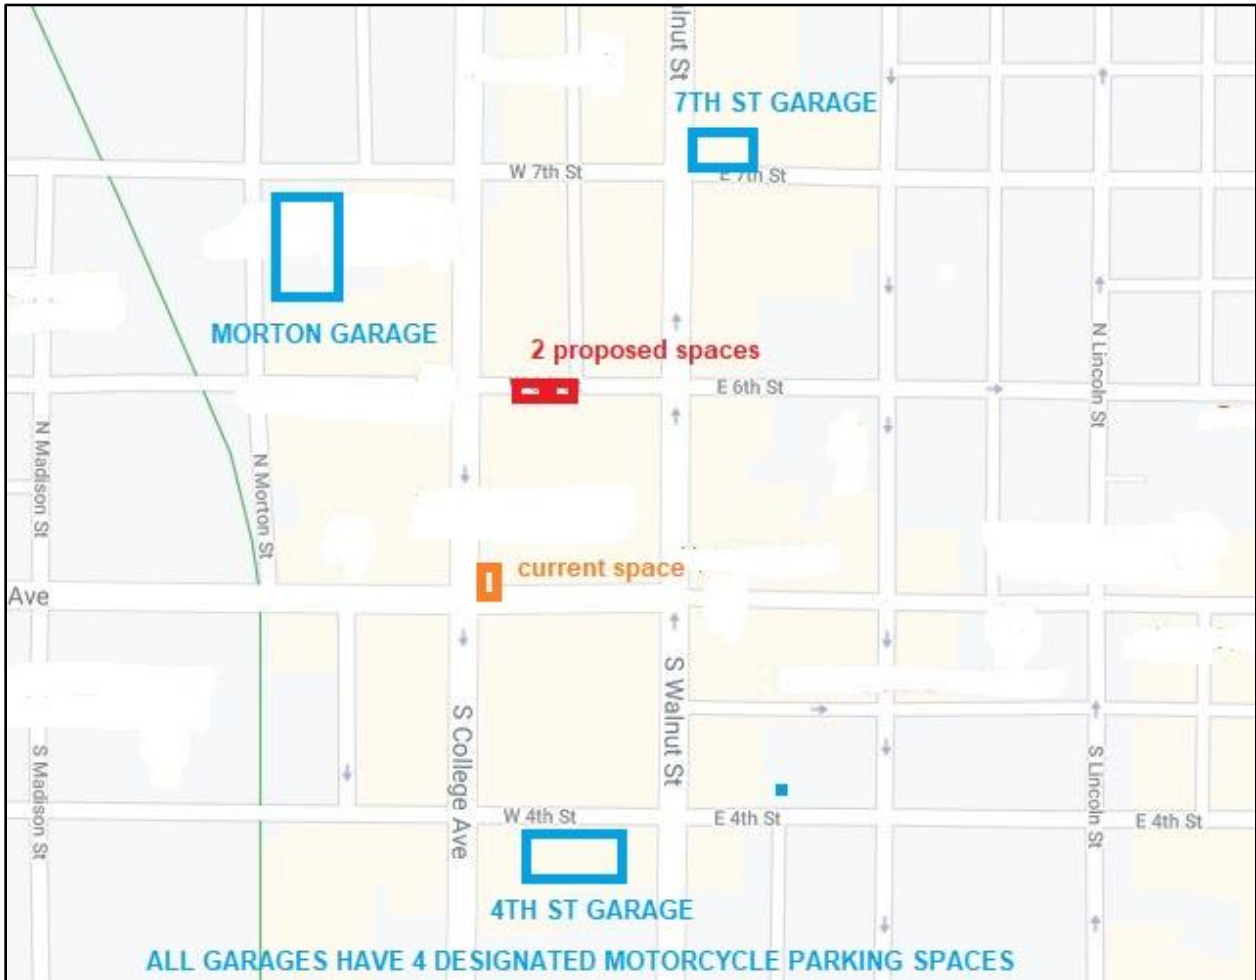 lnut St
7TH ST GARAGE
W 7th St
E 7th St
MORTON GARAGE
2 proposed spaces
E 6th St
N Lincoln St
N Madison St
N Morton St
current space
Ave
S Walnut St
S College Ave
S Madison St
S Lincoln St
W 4th St
E 4th St
E 4th St
4TH ST GARAGE
ALL GARAGES HAVE 4 DESIGNATED MOTORCYCLE PARKING SPACES